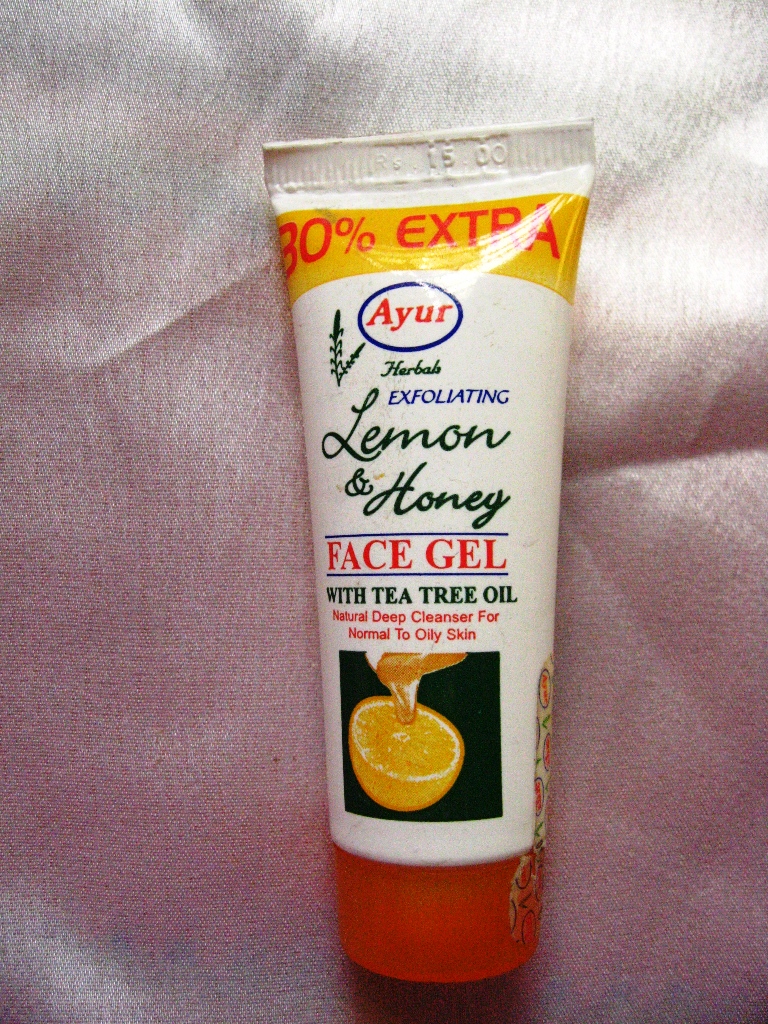 Rs. 15.00
30% EXTRA
Ayur
Herbals
EXFOLIATING
Lemon
& Honey
FACE GEL
WITH TEA TREE OIL
Natural Deep Cleanser For
Normal To Oily Skin